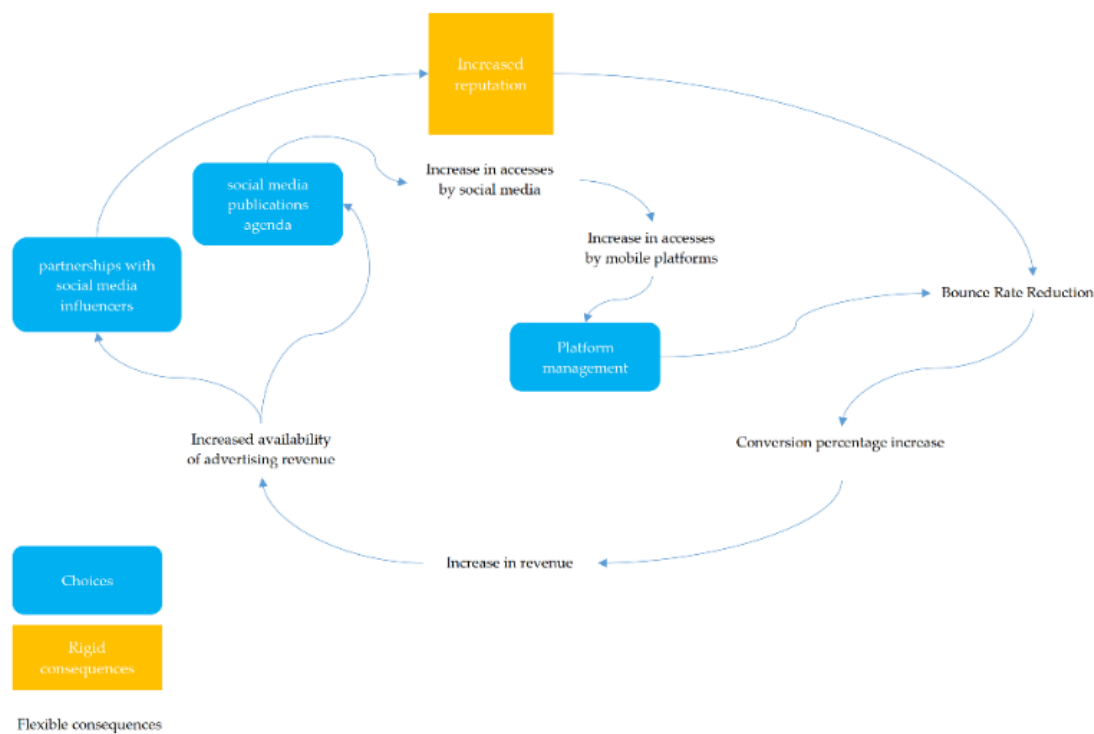 Increased
reputation
Increase in accesses
by social media
social media
publications
agenda
Increase in accesses
by mobile platforms
partnerships with
social media
influencers
Bounce Rate Reduction
Platform
management
Increased availability
of advertising revenue
Conversion percentage increase
Increase in revenue
Choices
Rigid
consequences
Flexible consequences